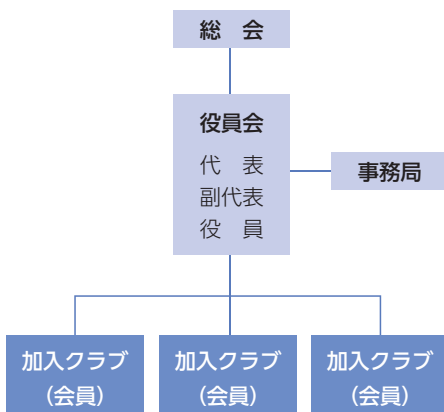 総　会
役員会
代　表
副代表
役　員
事務局
加入クラブ
(会員)
加入クラブ
(会員)
加入クラブ
(会員)